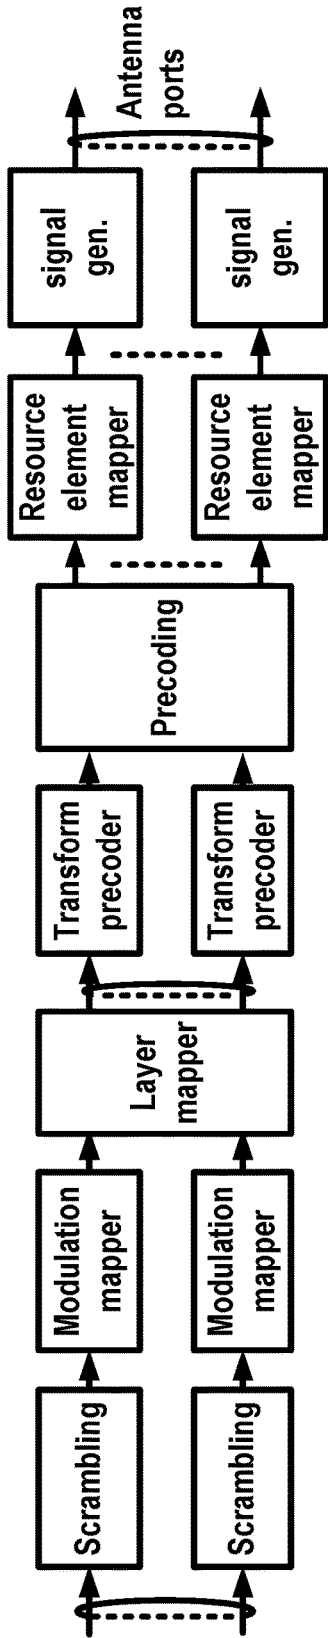 Scrambling
Scrambling
Modulation
mapper
Modulation
mapper
Layer
mapper
Transform
precoder
Transform
precoder
Precoding
Resource
element
mapper
Resource
element
mapper
signal
gen.
signal
gen.
Antenna
ports